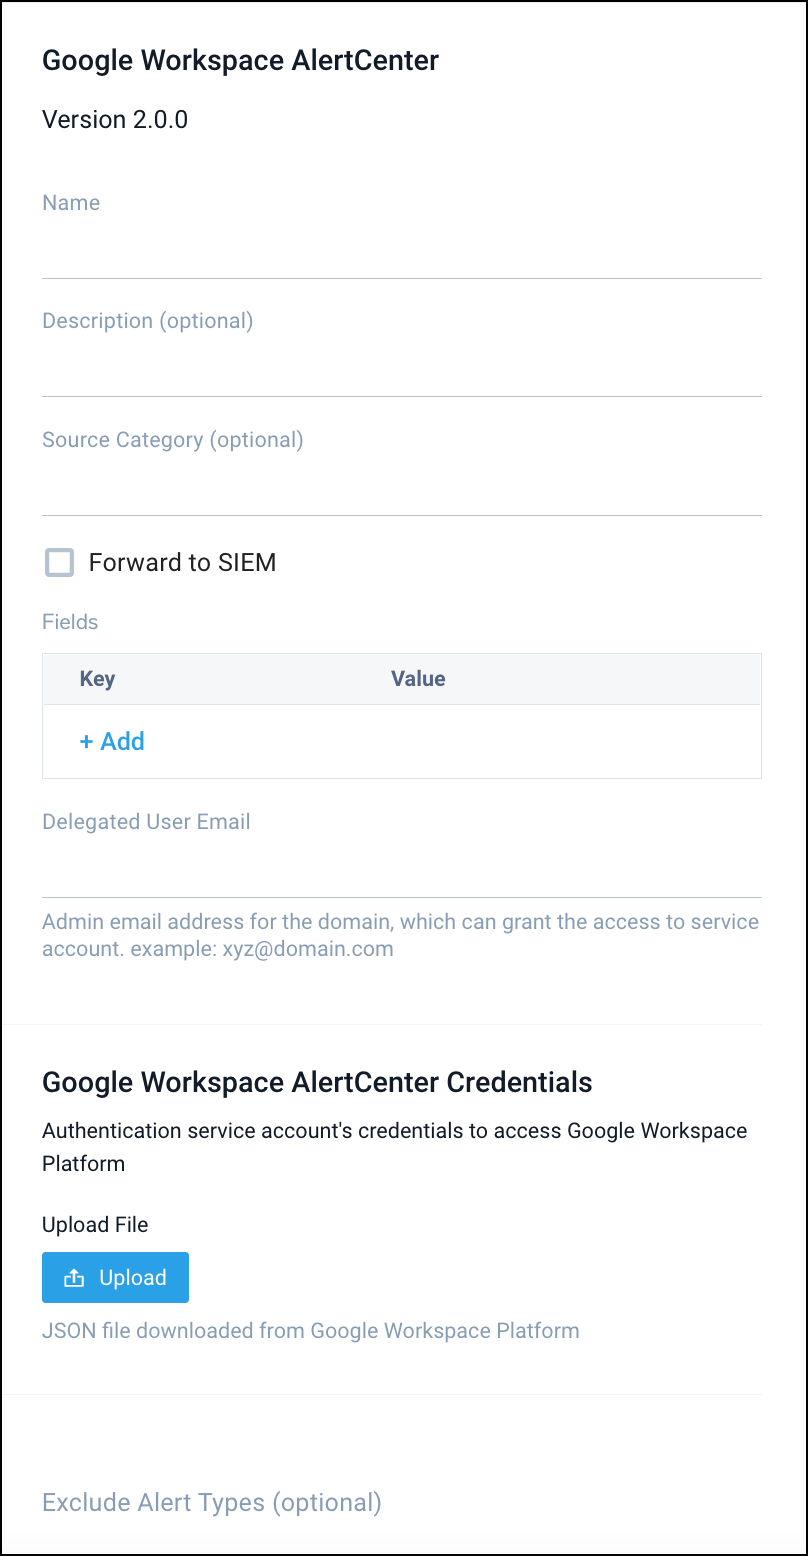 Google Workspace AlertCenter
Version 2.0.0
Name
Description (optional)
Source Category (optional)
Forward to SIEM
Fields
Key Value
+ Add
Delegated User Email
Admin email address for the domain, which can grant the access to service
account. example: xyz@domain.com
Google Workspace AlertCenter Credentials
Authentication service account's credentials to access Google Workspace
Platform
Upload File
Upload
JSON file downloaded from Google Workspace Platform
Exclude Alert Types (optional)